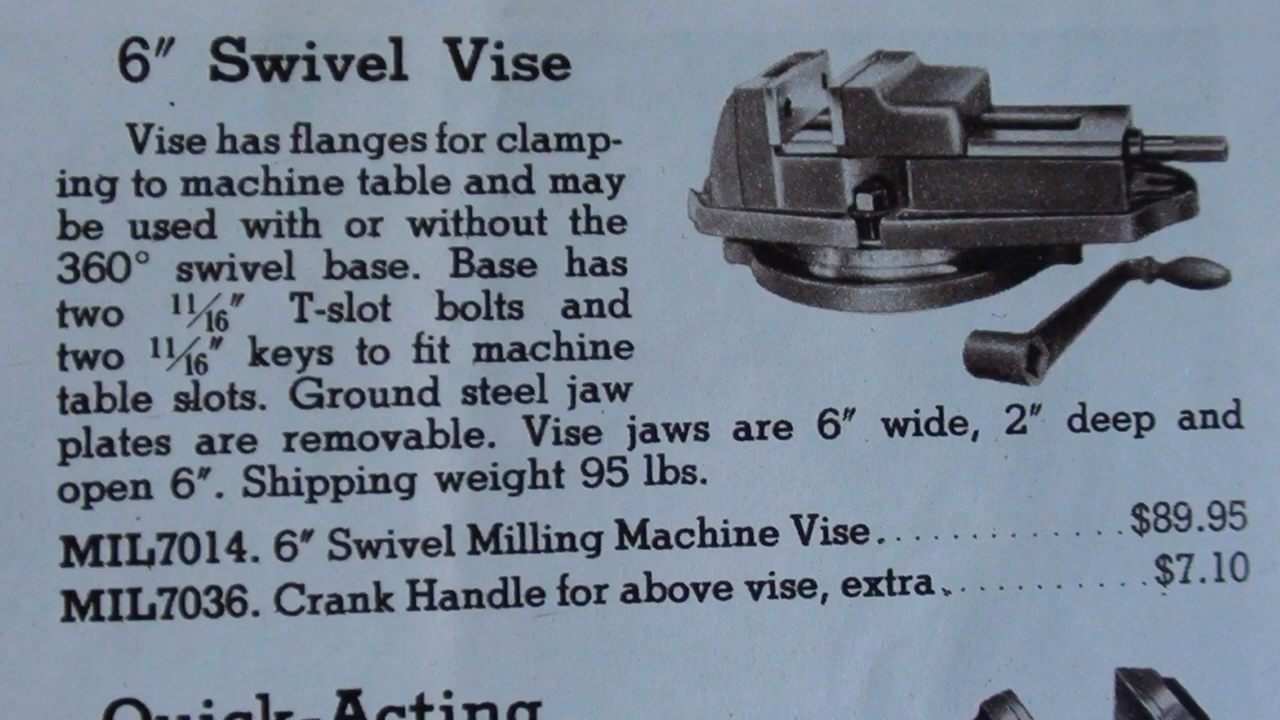 6" Swivel Vise
Vise has flanges for clamp-
ing to machine table and may
be used with or without the
360° swivel base. Base has
two 11/16" T-slot bolts and
two 11/16" keys to fit machine
table slots. Ground steel jaw
plates are removable. Vise jaws are 6" wide, 2" deep and
open 6". Shipping weight 95 lbs.
MIL7014. 6" Swivel Milling Machine Vise.............$89.95
MIL7036. Crank Handle for above vise, extra...........$7.10
Quick-Acting